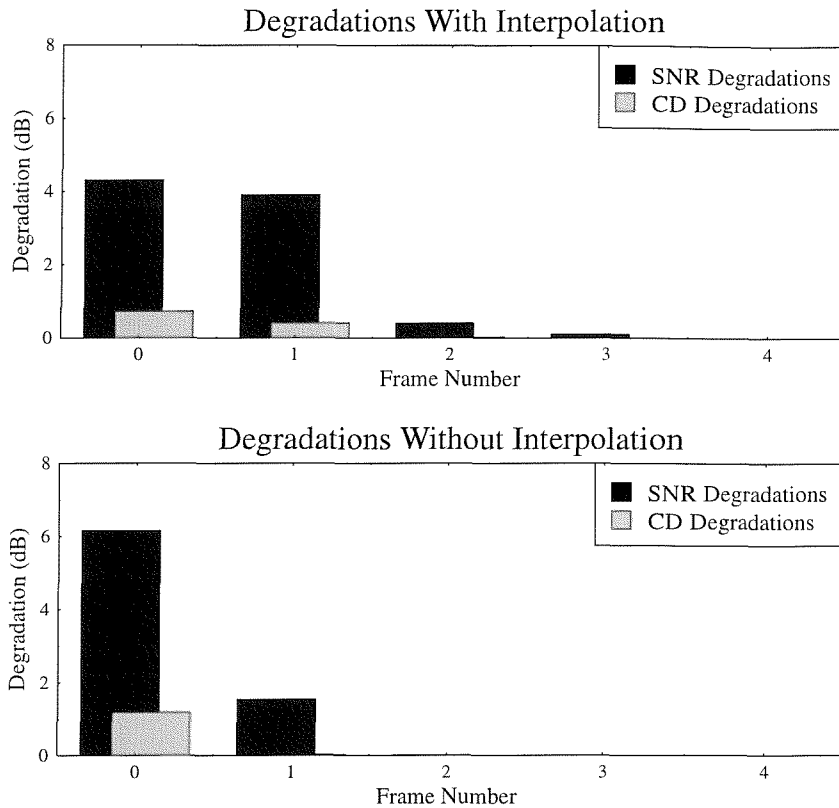 Degradations With Interpolation
8
6
4
2
0
Degradation (dB)
SNR Degradations
CD Degradations
0 1 2 3 4
Frame Number
Degradations Without Interpolation
8
6
4
2
0
Degradation (dB)
SNR Degradations
CD Degradations
0 1 2 3 4
Frame Number